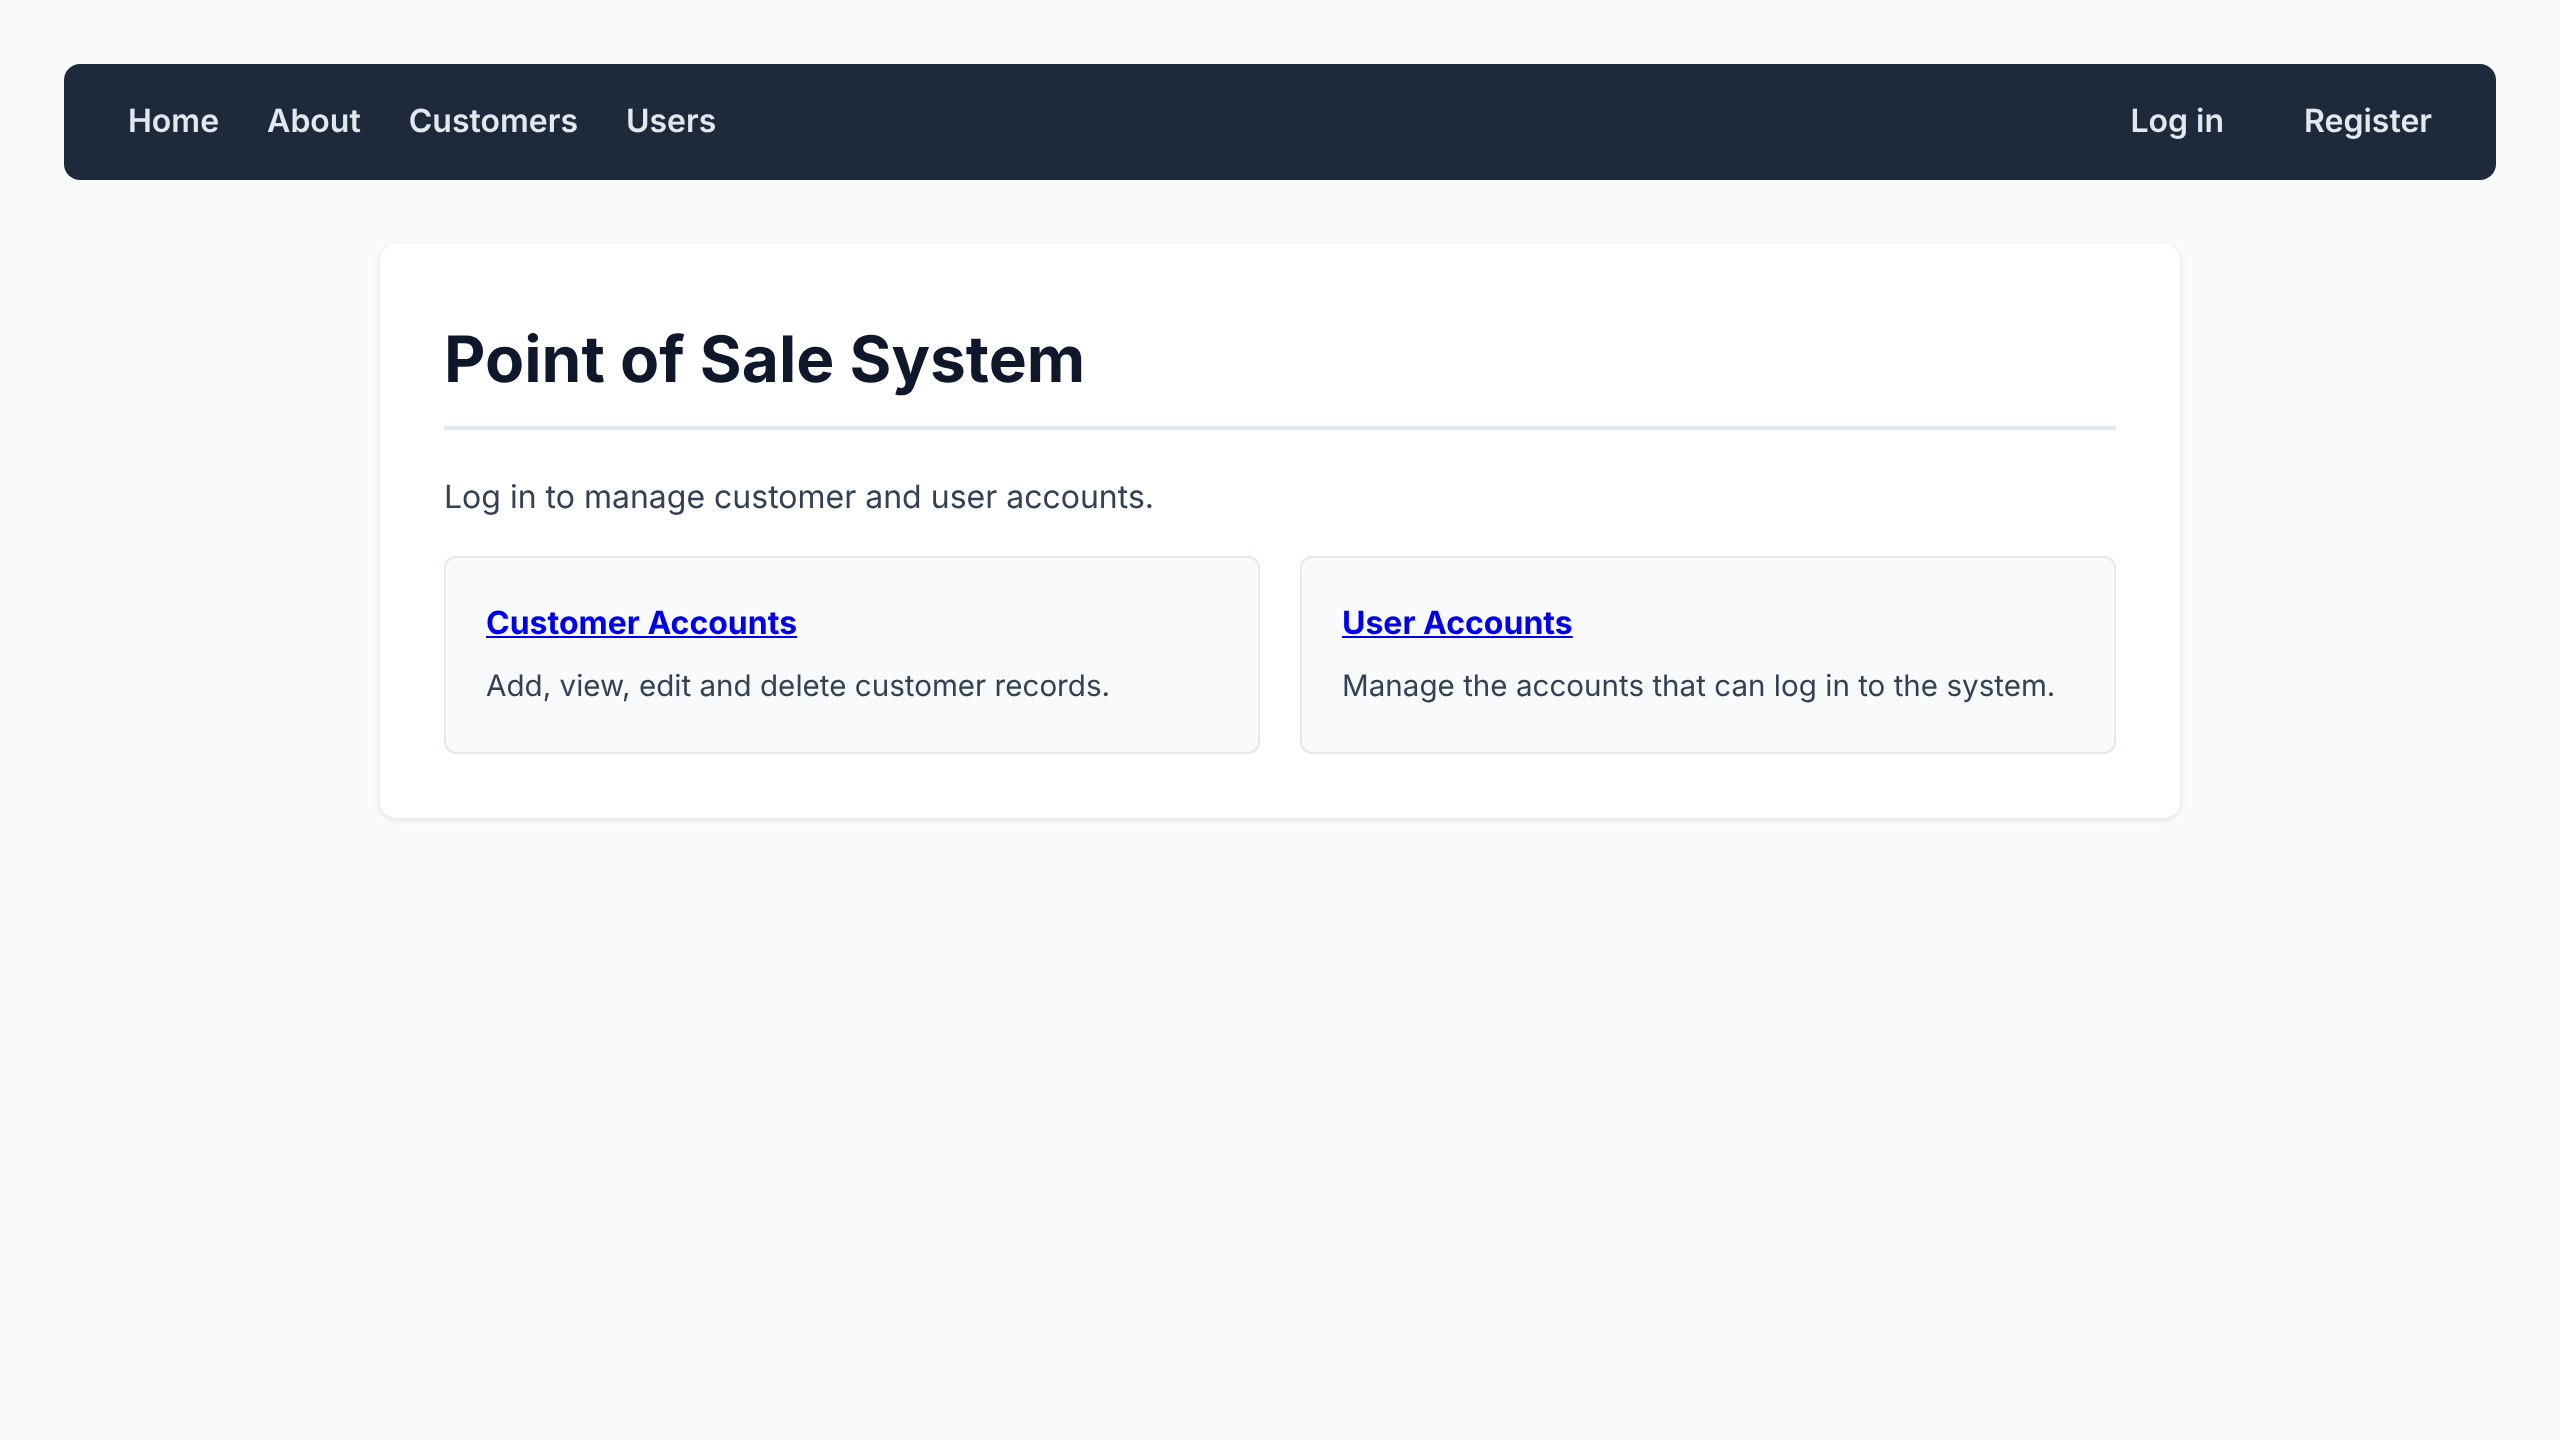 Home About Customers Users Log in Register
Point of Sale System
Log in to manage customer and user accounts.
Customer Accounts
Add, view, edit and delete customer records.
User Accounts
Manage the accounts that can log in to the system.